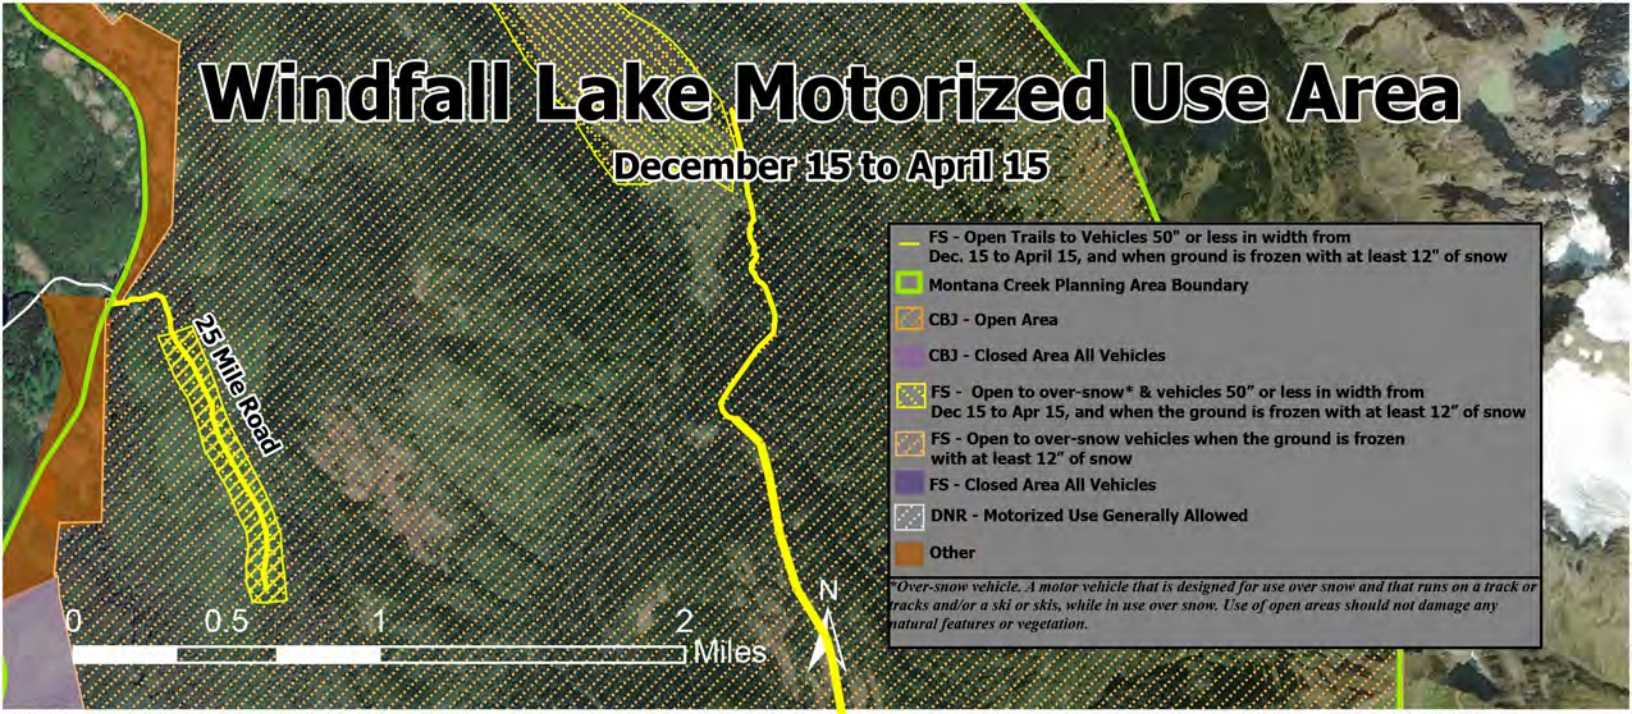 Windfall Lake Motorized Use Area
December 15 to April 15
FS - Open Trails to Vehicles 50" or less in width from
Dec. 15 to April 15, and when ground is frozen with at least 12" of snow
Montana Creek Planning Area Boundary
CBJ - Open Area
CBJ - Closed Area All Vehicles
FS - Open to over-snow* & vehicles 50" or less in width from
Dec 15 to Apr 15, and when the ground is frozen with at least 12" of snow
FS - Open to over-snow vehicles when the ground is frozen
with at least 12" of snow
FS - Closed Area All Vehicles
DNR - Motorized Use Generally Allowed
Other
*Over-snow vehicle. A motor vehicle that is designed for use over snow and that runs on a track or
tracks and/or a ski or skis, while in use over snow. Use of open areas should not damage any
natural features or vegetation.
25 Mile Road
0 0.5 1 2
Miles
N